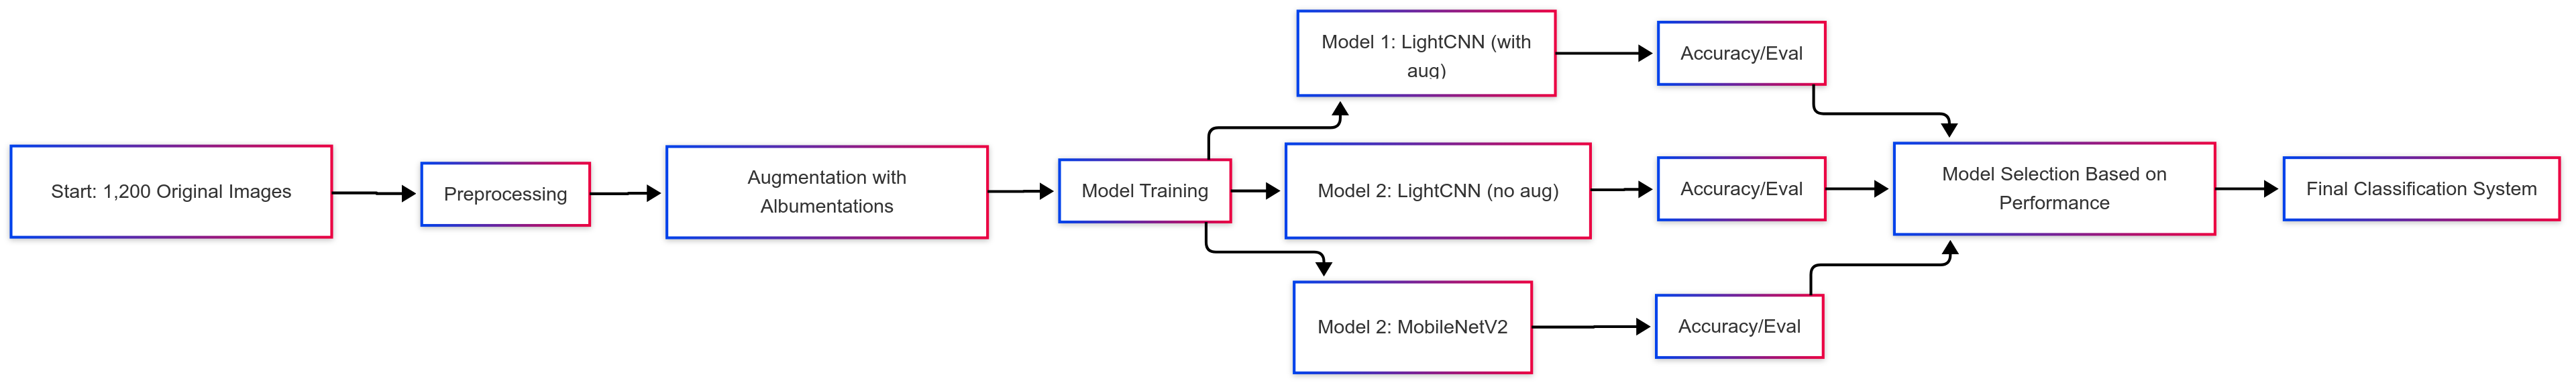 Start: 1,200 Original Images
Preprocessing
Augmentation with
Albumentations
Model Training
Model 1: LightCNN (with
aug)
Accuracy/Eval
Model 2: LightCNN (no aug)
Accuracy/Eval
Model 2: MobileNetV2
Accuracy/Eval
Model Selection Based on
Performance
Final Classification System